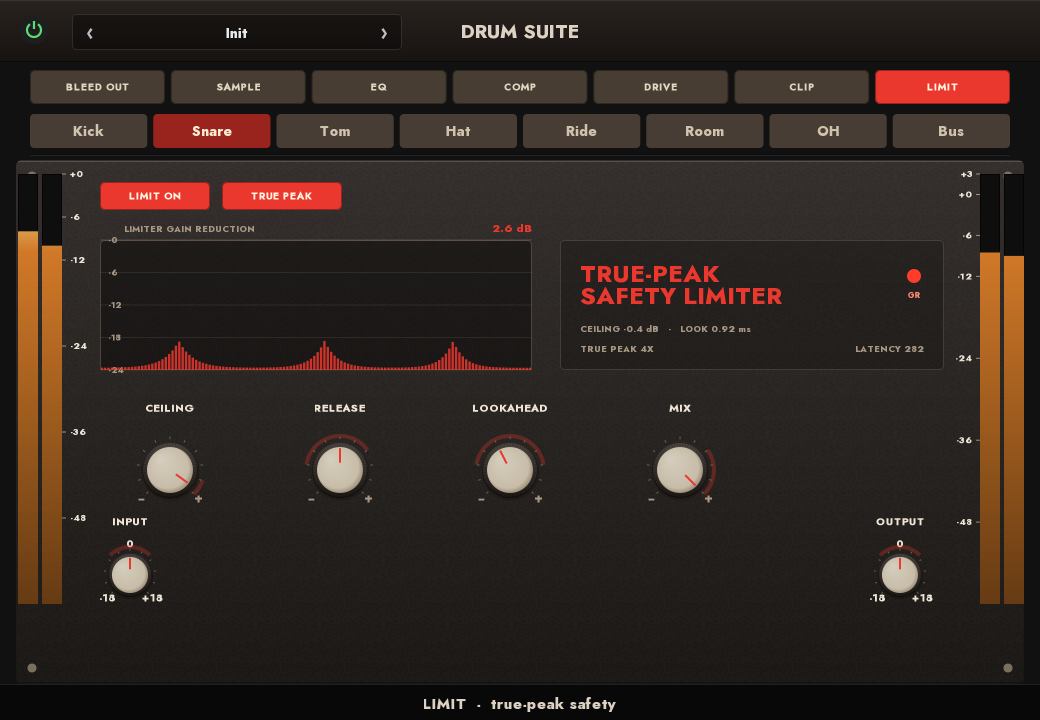 Init
DRUM SUITE
BLEED OUT SAMPLE EQ COMP DRIVE CLIP LIMIT
Kick Snare Tom Hat Ride Room OH Bus
+0
-6
-12
-24
-36
-48
LIMIT ON TRUE PEAK
LIMITER GAIN REDUCTION 2.6 dB
-0
-6
-12
-18
-24
TRUE-PEAK
SAFETY LIMITER
GR
CEILING -0.4 dB · LOOK 0.92 ms
TRUE PEAK 4X LATENCY 282
+3
+0
-6
-12
-24
-36
-48
CEILING RELEASE LOOKAHEAD MIX
- + - + - + - +
INPUT
0
-18 +18
OUTPUT
0
-18 +18
LIMIT - true-peak safety